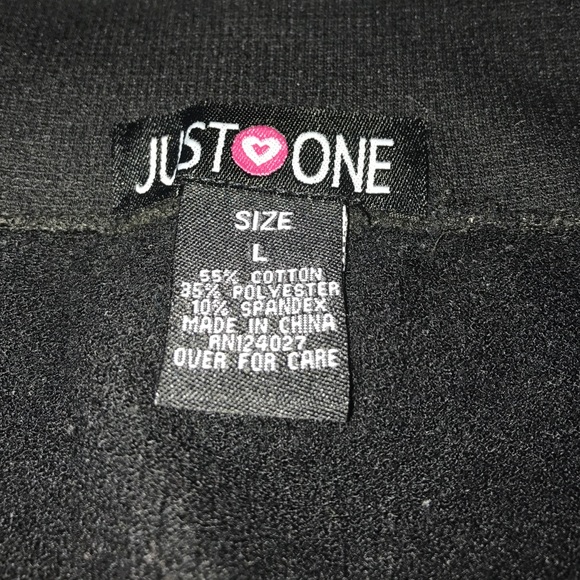 JUST ONE
SIZE
L
55% COTTON
35% POLYESTER
10% SPANDEX
MADE IN CHINA
RN124027
OVER FOR CARE